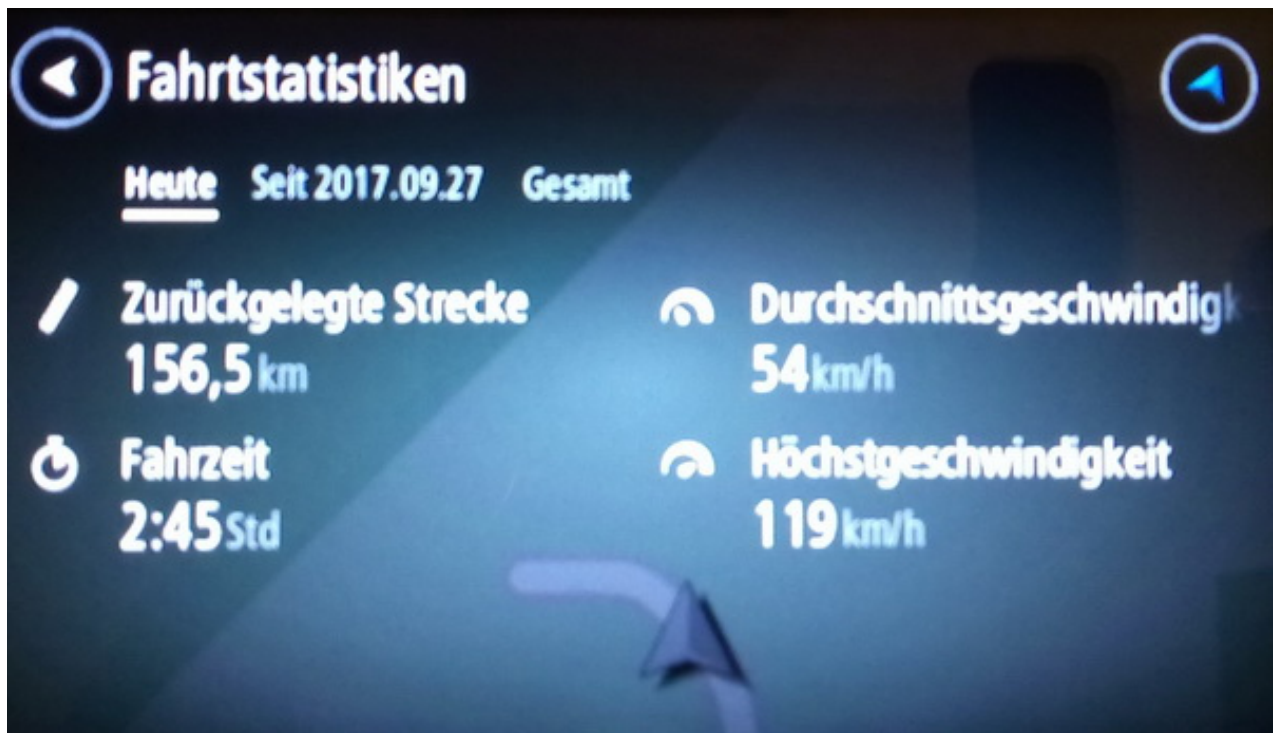 Fahrtstatistiken
Heute Seit 2017.09.27 Gesamt
Zurückgelegte Strecke
156,5 km
Durchschnittsgeschwindigk
54 km/h
Fahrzeit
2:45 Std
Höchstgeschwindigkeit
119 km/h